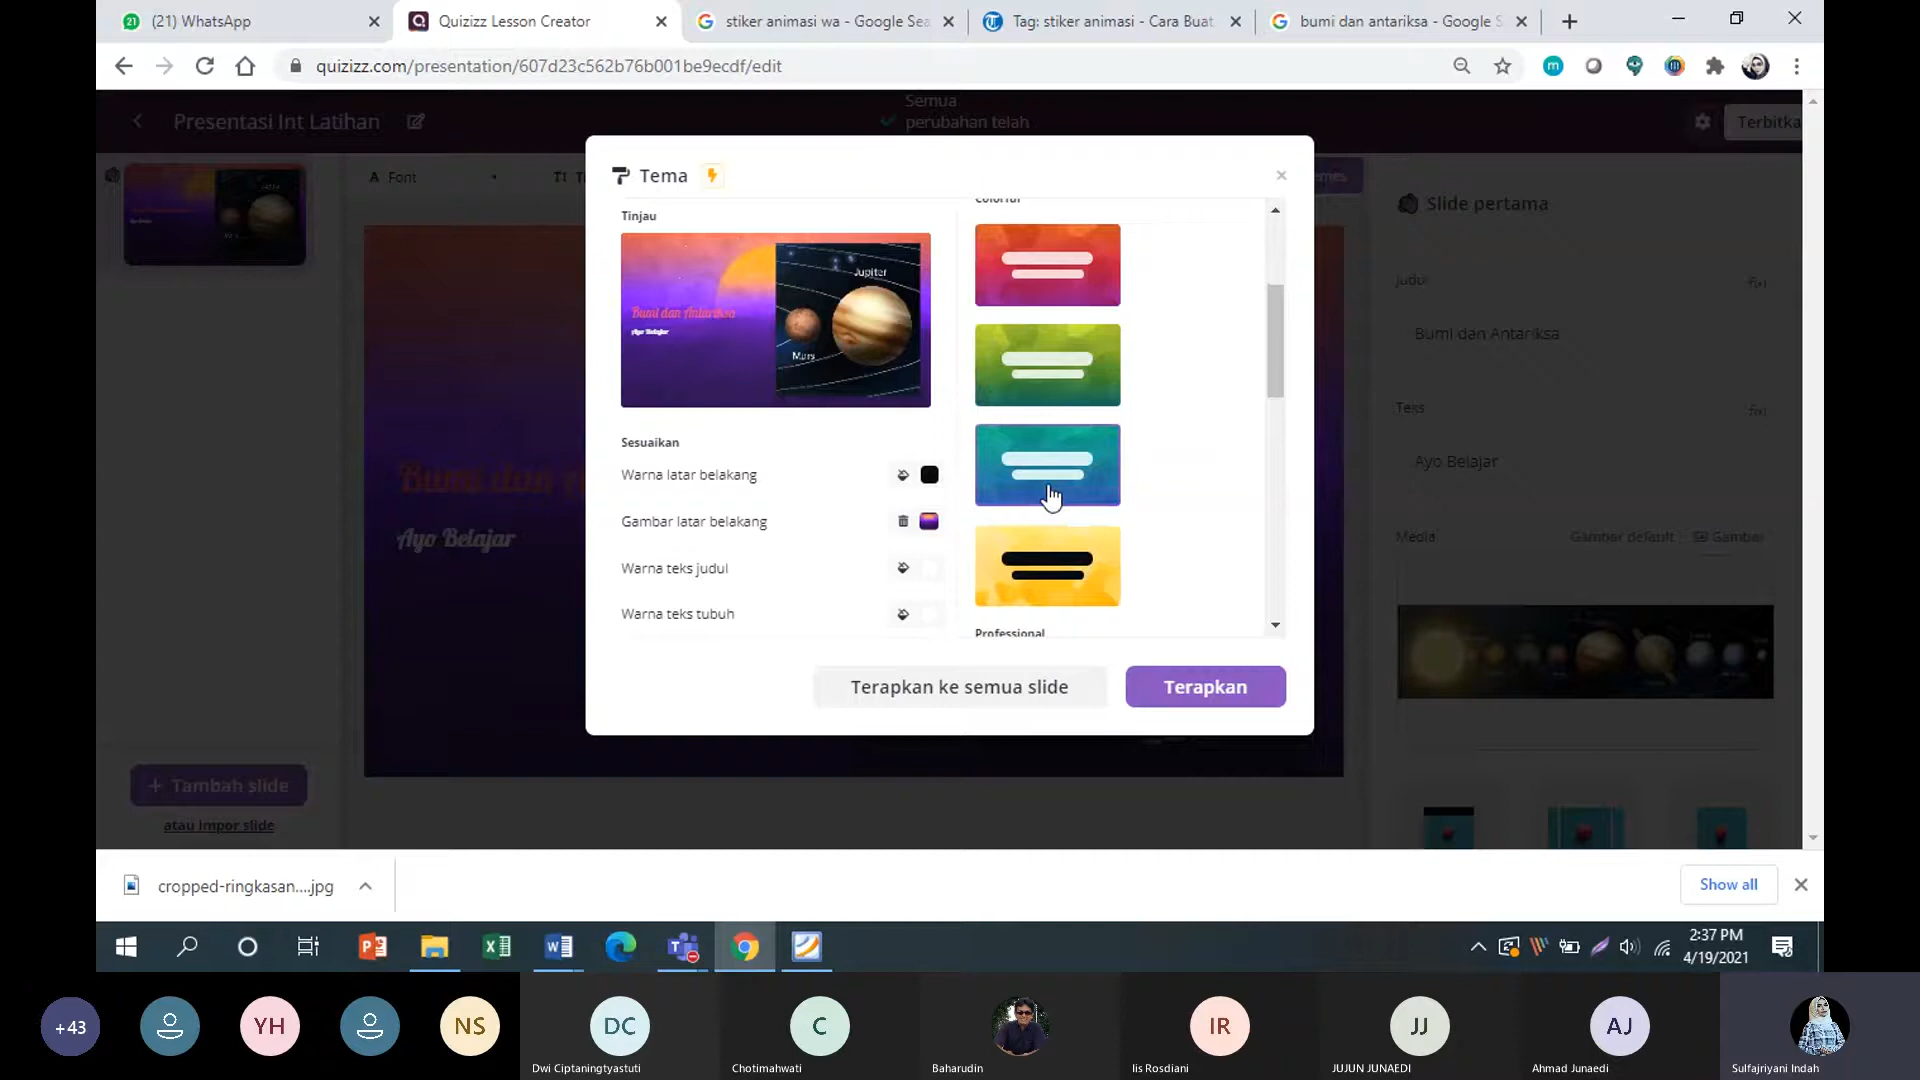 (21) WhatsApp
Quizizz Lesson Creator
stiker animasi wa - Google Sea
Tag: stiker animasi - Cara Buat
bumi dan antariksa - Google S
quizizz.com/presentation/607d23c562b76b001be9ecdf/edit
Presentasi Int Latihan
Semua
perubahan telah
Terbitka
Font
Slide pertama
Judul
Bumi dan Antariksa
Teks
Ayo Belajar
Media
Gambar default
Gambar
Bumi dan
Ayo Belajar
Tema
Tinjau
Colorful
Bumi dan Antariksa
Ayo Belajar
Jupiter
Mars
Sesuaikan
Warna latar belakang
Gambar latar belakang
Warna teks judul
Warna teks tubuh
Professional
Terapkan ke semua slide
Terapkan
+ Tambah slide
atau impor slide
cropped-ringkasan....jpg
Show all
2:37 PM
4/19/2021
+43
YH
NS
DC
C
IR
JJ
AJ
Dwi Ciptaningtyastuti
Chotimahwati
Baharudin
Iis Rosdiani
JUJUN JUNAEDI
Ahmad Junaedi
Sulfajriyani Indah